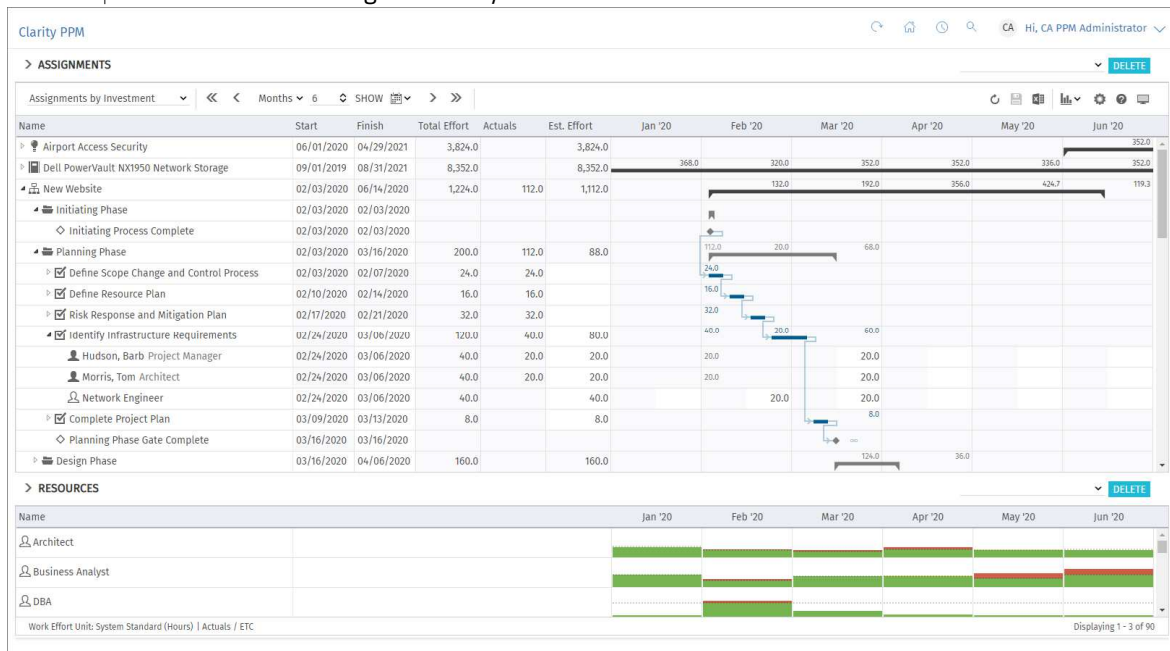 Clarity PPM
CA Hi, CA PPM Administrator
ASSIGNMENTS
DELETE
Assignments by Investment Months 6 SHOW
Name Start Finish Total Effort Actuals Est. Effort Jan '20 Feb '20 Mar '20 Apr '20 May '20 Jun '20
Airport Access Security 06/01/2020 04/29/2021 3,824.0 3,824.0 352.0
Dell PowerVault NX1950 Network Storage 09/01/2019 08/31/2021 8,352.0 8,352.0 368.0 320.0 352.0 352.0 336.0 352.0
New Website 02/03/2020 06/14/2020 1,224.0 112.0 1,112.0 132.0 192.0 356.0 424.7 119.3
Initiating Phase 02/03/2020 02/03/2020
Initiating Process Complete 02/03/2020 02/03/2020
Planning Phase 02/03/2020 03/16/2020 200.0 112.0 88.0 112.0 20.0 68.0
Define Scope Change and Control Process 02/03/2020 02/07/2020 24.0 24.0 24.0
Define Resource Plan 02/10/2020 02/14/2020 16.0 16.0 16.0
Risk Response and Mitigation Plan 02/17/2020 02/21/2020 32.0 32.0 32.0
Identify Infrastructure Requirements 02/24/2020 03/06/2020 120.0 40.0 80.0 40.0 20.0 60.0
Hudson, Barb Project Manager 02/24/2020 03/06/2020 40.0 20.0 20.0 20.0 20.0
Morris, Tom Architect 02/24/2020 03/06/2020 40.0 20.0 20.0 20.0 20.0
Network Engineer 02/24/2020 03/06/2020 40.0 40.0 20.0 20.0
Complete Project Plan 03/09/2020 03/13/2020 8.0 8.0 8.0
Planning Phase Gate Complete 03/16/2020 03/16/2020
Design Phase 03/16/2020 04/06/2020 160.0 160.0 124.0 36.0
RESOURCES
DELETE
Name Jan '20 Feb '20 Mar '20 Apr '20 May '20 Jun '20
Architect
Business Analyst
DBA
Work Effort Unit: System Standard (Hours) | Actuals / ETC Displaying 1 - 3 of 90